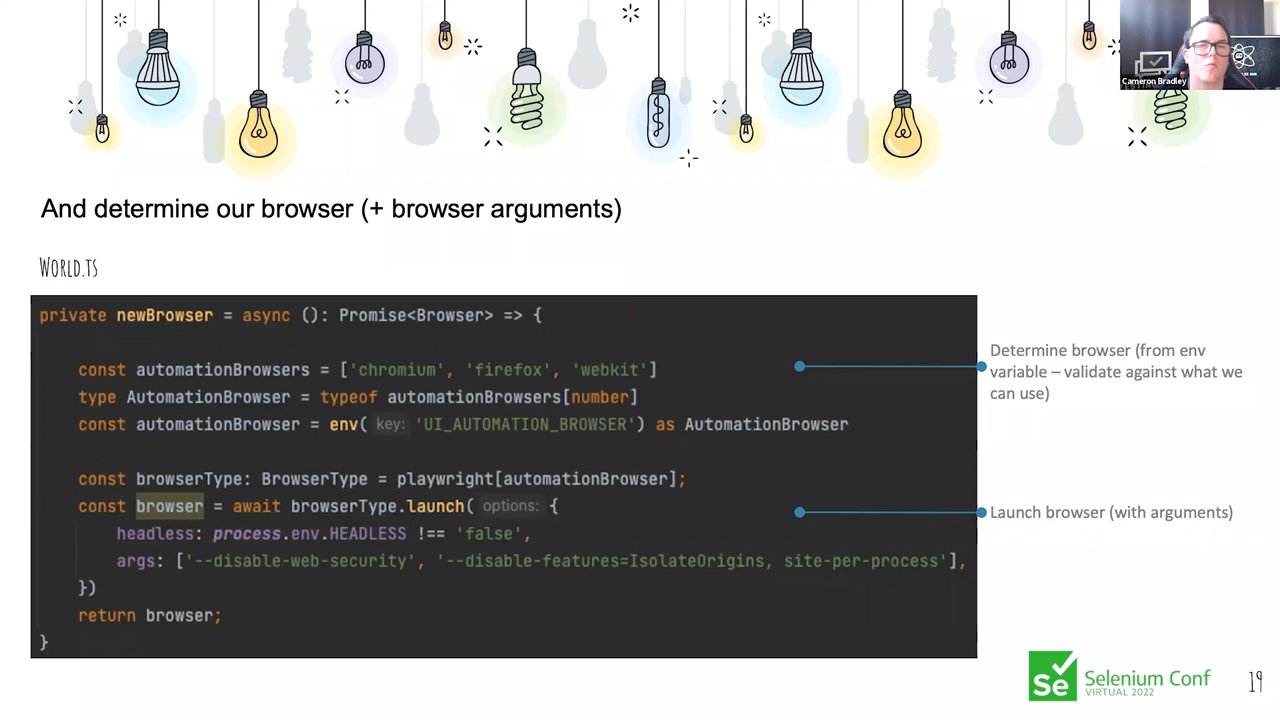 Cameron Bradley
And determine our browser (+ browser arguments)
World.ts
private newBrowser = async (): Promise<Browser> => {
const automationBrowsers = ['chromium', 'firefox', 'webkit']
type AutomationBrowser = typeof automationBrowsers[number]
const automationBrowser = env( key: 'UI_AUTOMATION_BROWSER') as AutomationBrowser
const browserType: BrowserType = playwright[automationBrowser];
const browser = await browserType.launch( options: {
headless: process.env.HEADLESS !== 'false',
args: ['--disable-web-security', '--disable-features=IsolateOrigins, site-per-process'],
})
return browser;
}
Determine browser (from env
variable – validate against what we
can use)
Launch browser (with arguments)
Se
Selenium Conf
VIRTUAL 2022
19